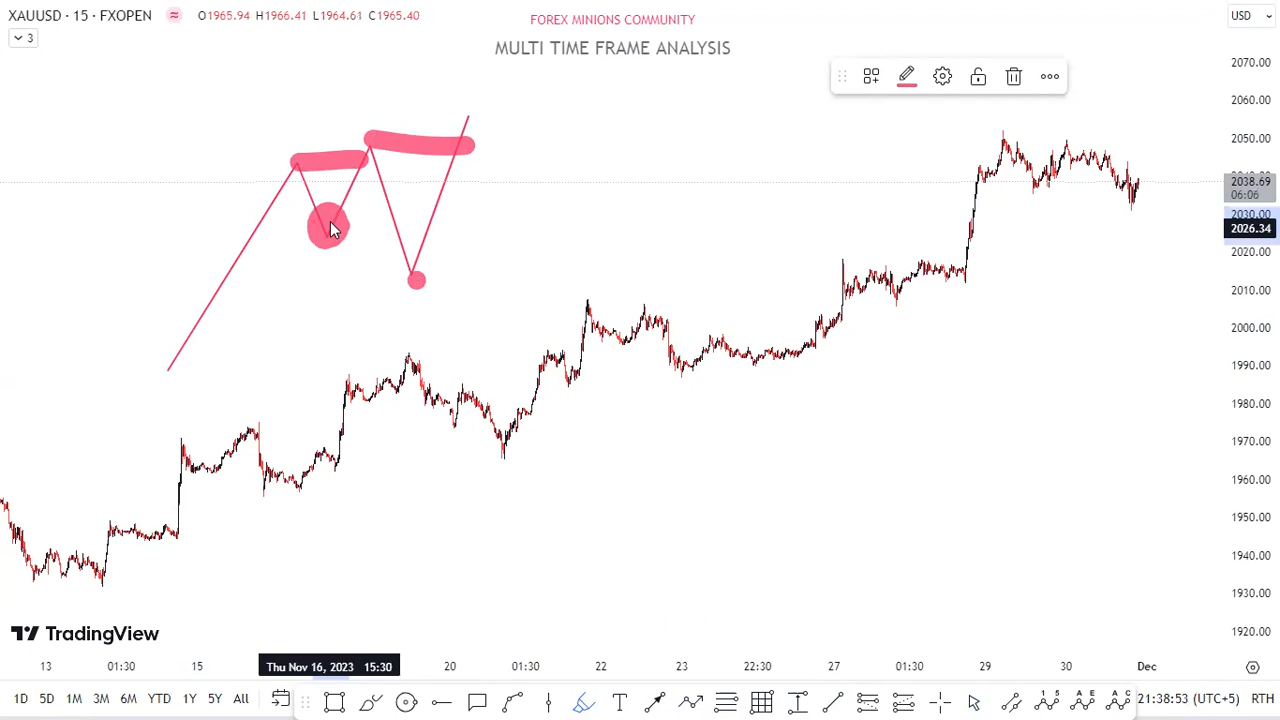 XAUUSD · 15 · FXOPEN ≈ O1965.94 H1966.41 L1964.61 C1965.40
3
FOREX MINIONS COMMUNITY
MULTI TIME FRAME ANALYSIS
USD
2070.00
2060.00
2050.00
2038.69
06:06
2030.00
2026.34
2020.00
2010.00
2000.00
1990.00
1980.00
1970.00
1960.00
1950.00
1940.00
1930.00
1920.00
TradingView
13 01:30 15 Thu Nov 16, 2023 15:30 20 01:30 22 23 22:30 27 01:30 29 30 Dec
1D 5D 1M 3M 6M YTD 1Y 5Y All 21:38:53 (UTC+5) RTH